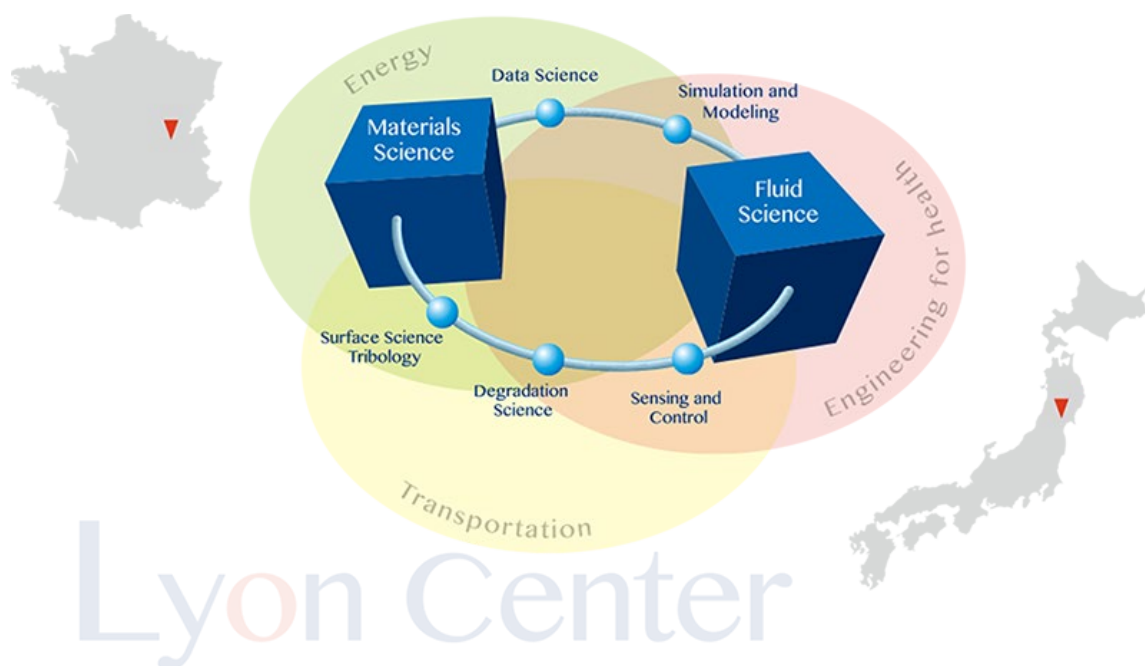 Energy
Data Science
Simulation and
Modeling
Materials
Science
Fluid
Science
Engineering for health
Surface Science
Tribology
Degradation
Science
Sensing and
Control
Transportation
Lyon Center